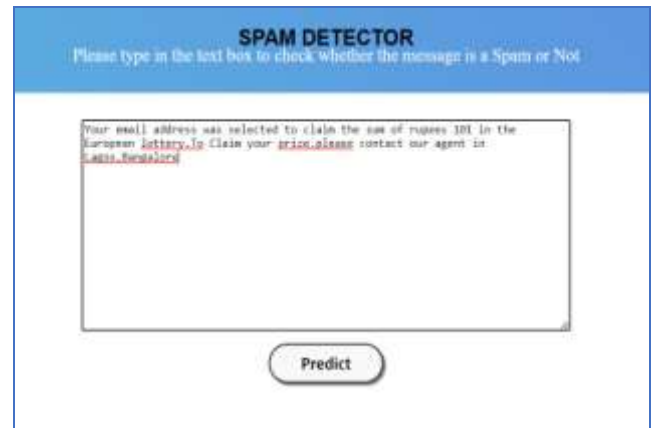 SPAM DETECTOR
Please type in the text box to check whether the message is a Spam or Not
Your email address was selected to claim the sum of rupees 101 in the
European lottery.To Claim your prize.please contact our agent in
Lagos.Bangalore
Predict